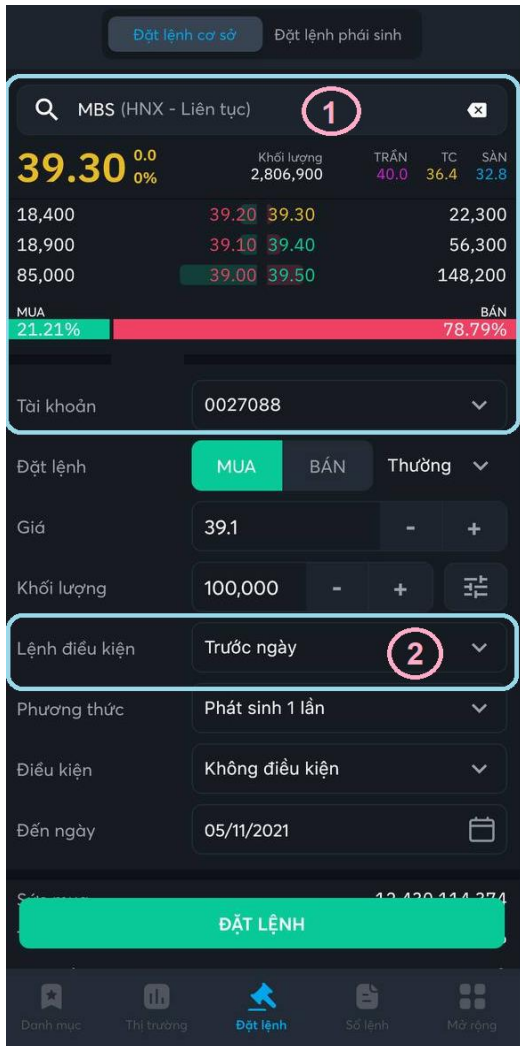 Đặt lệnh cơ sở Đặt lệnh phái sinh
MBS (HNX - Liên tục) 1
39.30 0.0 0% Khối lượng 2,806,900 TRẦN 40.0 TC 36.4 SÀN 32.8
18,400 39.20 39.30 22,300
18,900 39.10 39.40 56,300
85,000 39.00 39.50 148,200
MUA BÁN
21.21% 78.79%
Tài khoản 0027088
Đặt lệnh MUA BÁN Thường
Giá 39.1 - +
Khối lượng 100,000 - +
Lệnh điều kiện Trước ngày 2
Phương thức Phát sinh 1 lần
Điều kiện Không điều kiện
Đến ngày 05/11/2021
ĐẶT LỆNH
Danh mục Thị trường Đặt lệnh Sổ lệnh Mở rộng